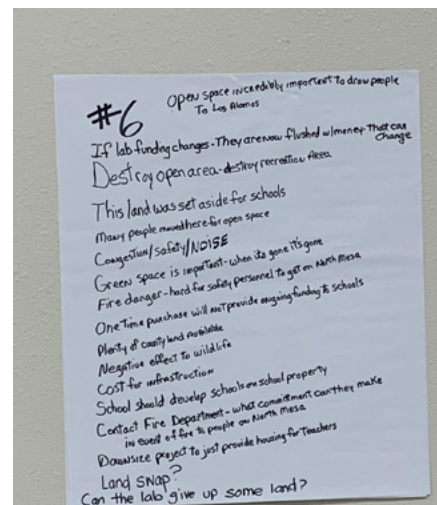 #6
Open space incredibly important to draw people
To Los Alamos
If lab funding changes - They are now flushed w/money - That can
change
Destroy open area - destroy recreation Area
This land was set aside for schools
Many people moved here for open space
Congestion/Safety/NOISE
Green space is important - when its gone it's gone
Fire danger - hard for safety personnel to get on North Mesa
One Time purchase will not provide ongoing funding to schools
Plenty of county land available
Negative effect to wildlife
Cost for infrastruction
School should develop schools on school property
Contact Fire Department - what commitment can they make
in event of fire to people on North Mesa
Downsize project to just provide housing for Teachers
Land swap?
Can the lab give up some land?